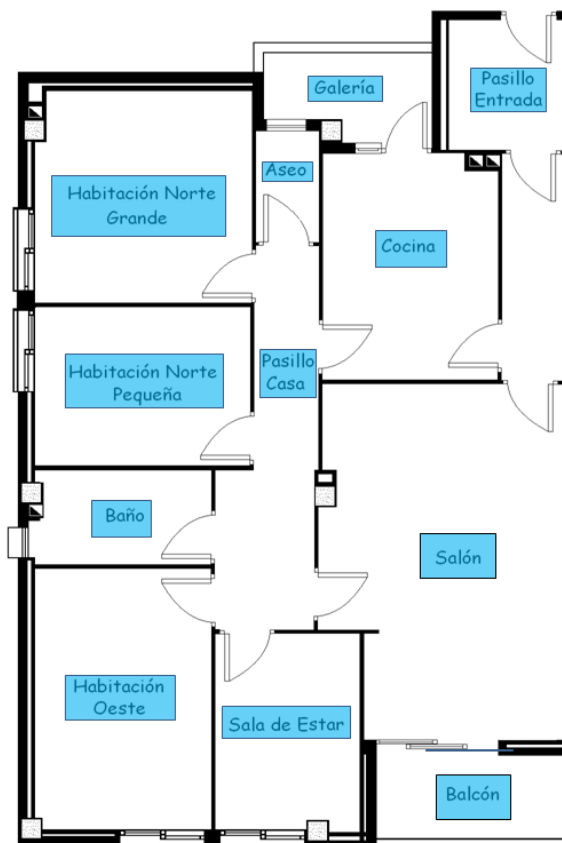 Pasillo
Entrada
Galería
Aseo
Habitación Norte
Grande
Cocina
Pasillo
Casa
Habitación Norte
Pequeña
Baño
Salón
Habitación
Oeste
Sala de Estar
Balcón